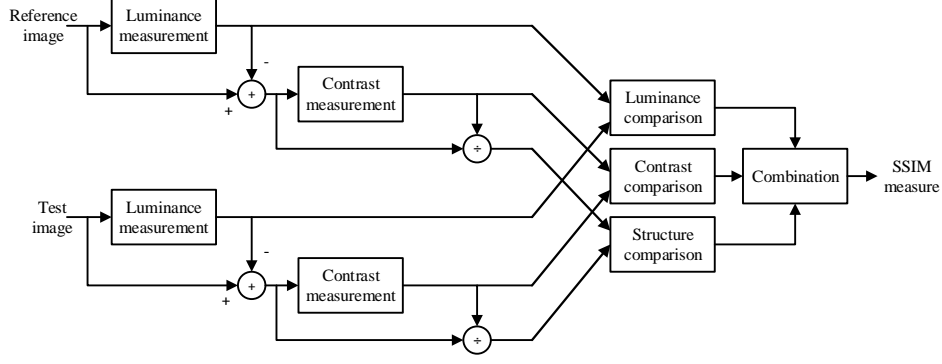 Reference
image
Luminance
measurement
-
+
+
Contrast
measurement
÷
Luminance
comparison
Contrast
comparison
Structure
comparison
Combination
SSIM
measure
Test
image
Luminance
measurement
-
+
+
Contrast
measurement
÷